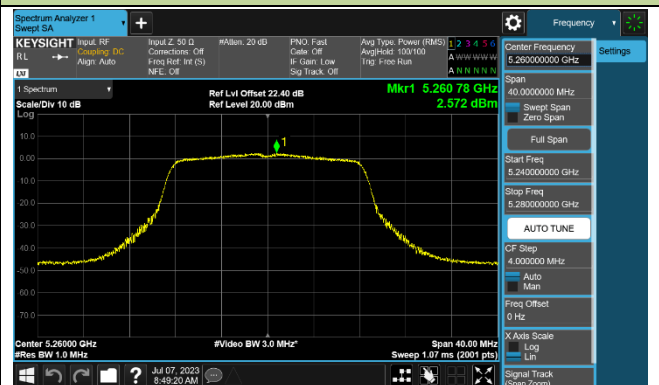 Spectrum Analyzer 1
Swept SA
Frequency
KEYSIGHT
RL
LXI
Input: RF
Coupling: DC
Align: Auto
Input Z: 50 Ω
Corrections: Off
Freq Ref: Int (S)
NFE: Off
#Atten: 20 dB
PNO: Fast
Gate: Off
IF Gain: Low
Sig Track: Off
Avg Type: Power (RMS)
Avg|Hold: 100/100
Trig: Free Run
1 2 3 4 5 6
A W W W W W
A N N N N N
1 Spectrum
Scale/Div 10 dB
Log
Ref Lvl Offset 22.40 dB
Ref Level 20.00 dBm
Mkr1 5.260 78 GHz
2.572 dBm
1
10.0
0.00
-10.0
-20.0
-30.0
-40.0
-50.0
-60.0
-70.0
Center 5.26000 GHz
#Res BW 1.0 MHz
#Video BW 3.0 MHz*
Span 40.00 MHz
Sweep 1.07 ms (2001 pts)
Jul 07, 2023
8:49:20 AM
Center Frequency
5.260000000 GHz
Settings
Span
40.0000000 MHz
Swept Span
Zero Span
Full Span
Start Freq
5.240000000 GHz
Stop Freq
5.280000000 GHz
AUTO TUNE
CF Step
4.000000 MHz
Auto
Man
Freq Offset
0 Hz
X Axis Scale
Log
Lin
Signal Track
(Span Zoom)